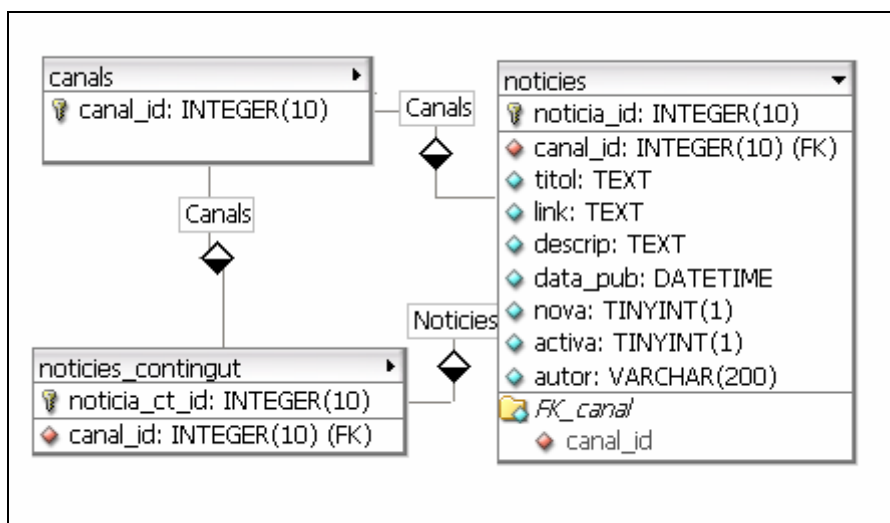 canals
canal_id: INTEGER(10)
Canals
Canals
noticies
noticia_id: INTEGER(10)
canal_id: INTEGER(10) (FK)
titol: TEXT
link: TEXT
descrip: TEXT
data_pub: DATETIME
nova: TINYINT(1)
activa: TINYINT(1)
autor: VARCHAR(200)
FK_canal
canal_id
Noticies
noticies_contingut
noticia_ct_id: INTEGER(10)
canal_id: INTEGER(10) (FK)